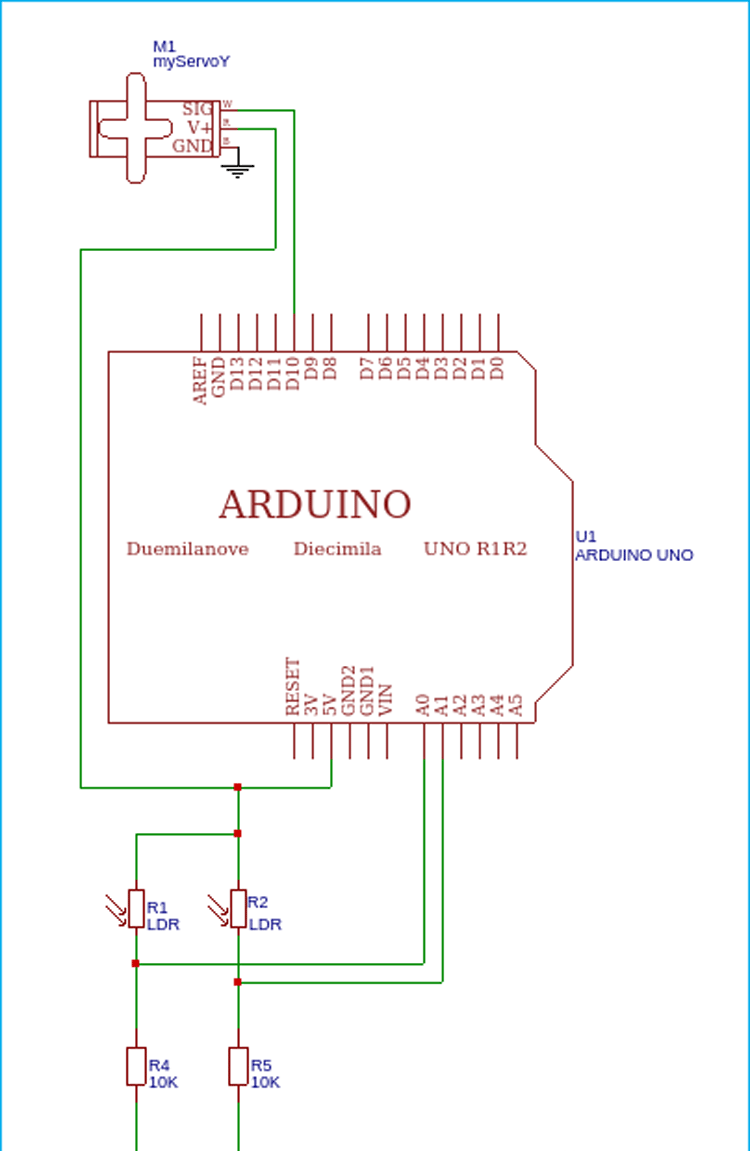 M1
myServoY
SIG W
V+ R
GND B
AREF GND D13 D12 D11 D10 D9 D8 D7 D6 D5 D4 D3 D2 D1 D0
ARDUINO
Duemilanove Diecimila UNO R1R2
U1
ARDUINO UNO
RESET 3V 5V GND2 GND1 VIN A0 A1 A2 A3 A4 A5
R1
LDR
R2
LDR
R4
10K
R5
10K